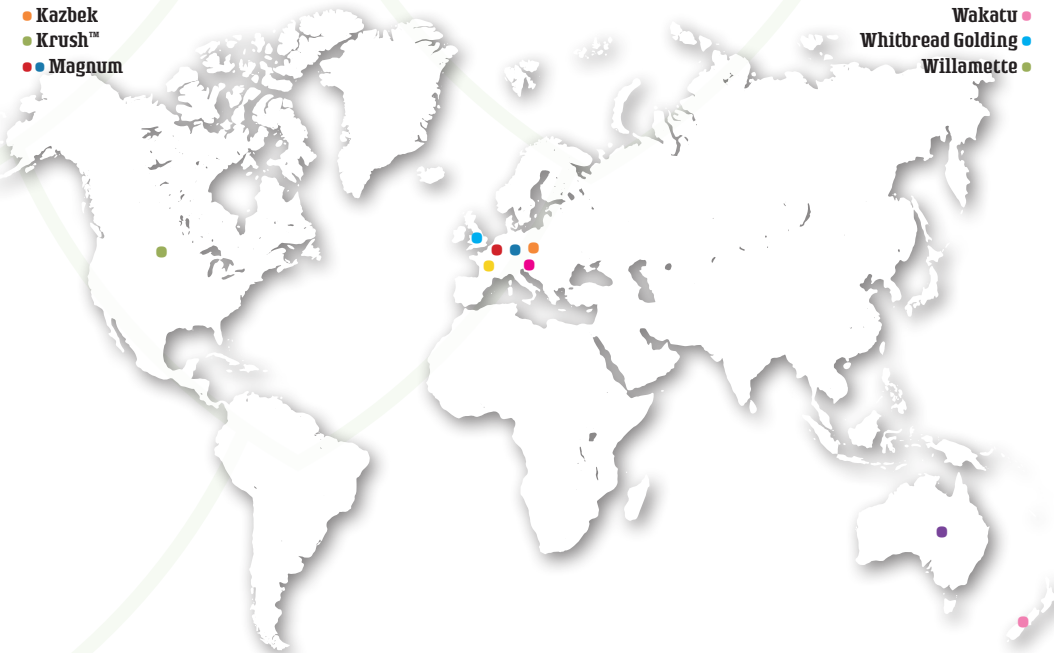 Kazbek
Krush™
Magnum
Wakatu
Whitbread Golding
Willamette